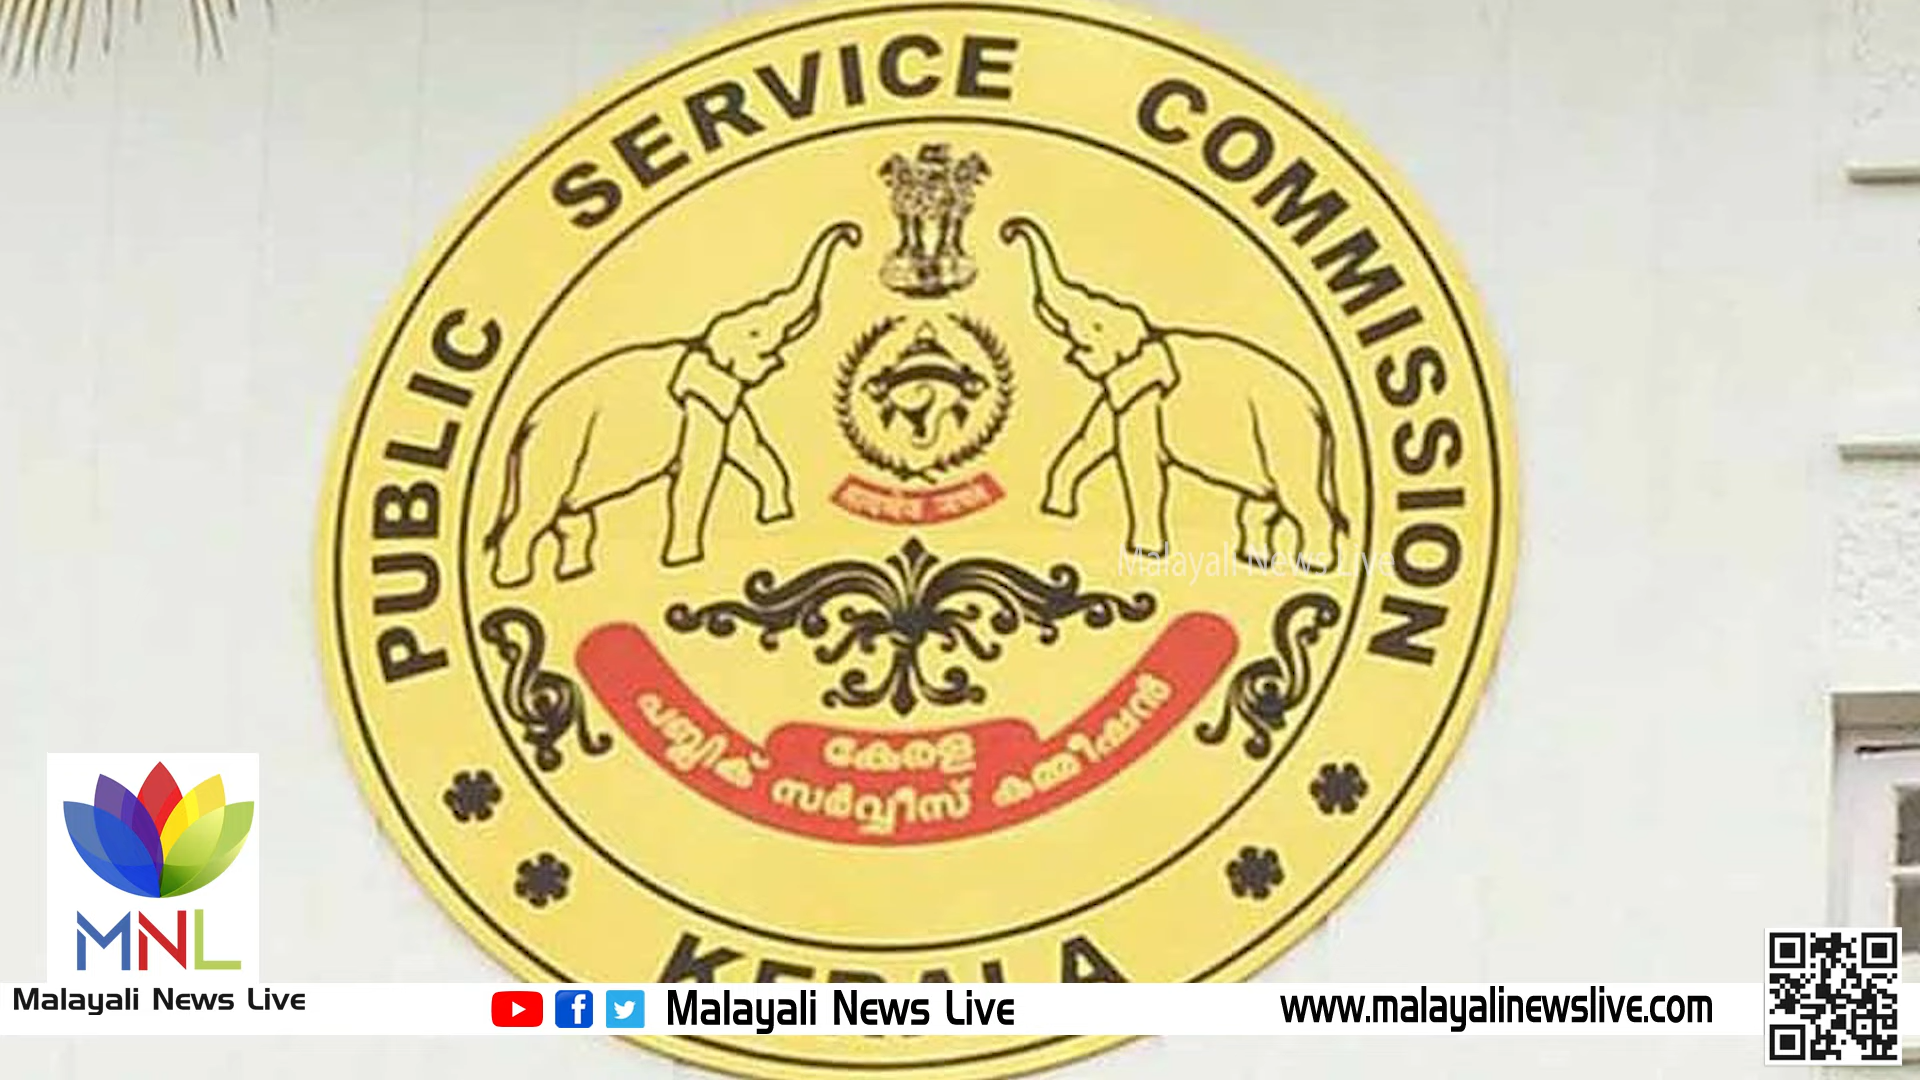 PUBLIC SERVICE COMMISSION
കേരള
പബ്ലിക് സർവ്വീസ് കമ്മീഷൻ
Malayali News Live
KERALA
MNL
Malayali News Live
Malayali News Live
www.malayalinewslive.com